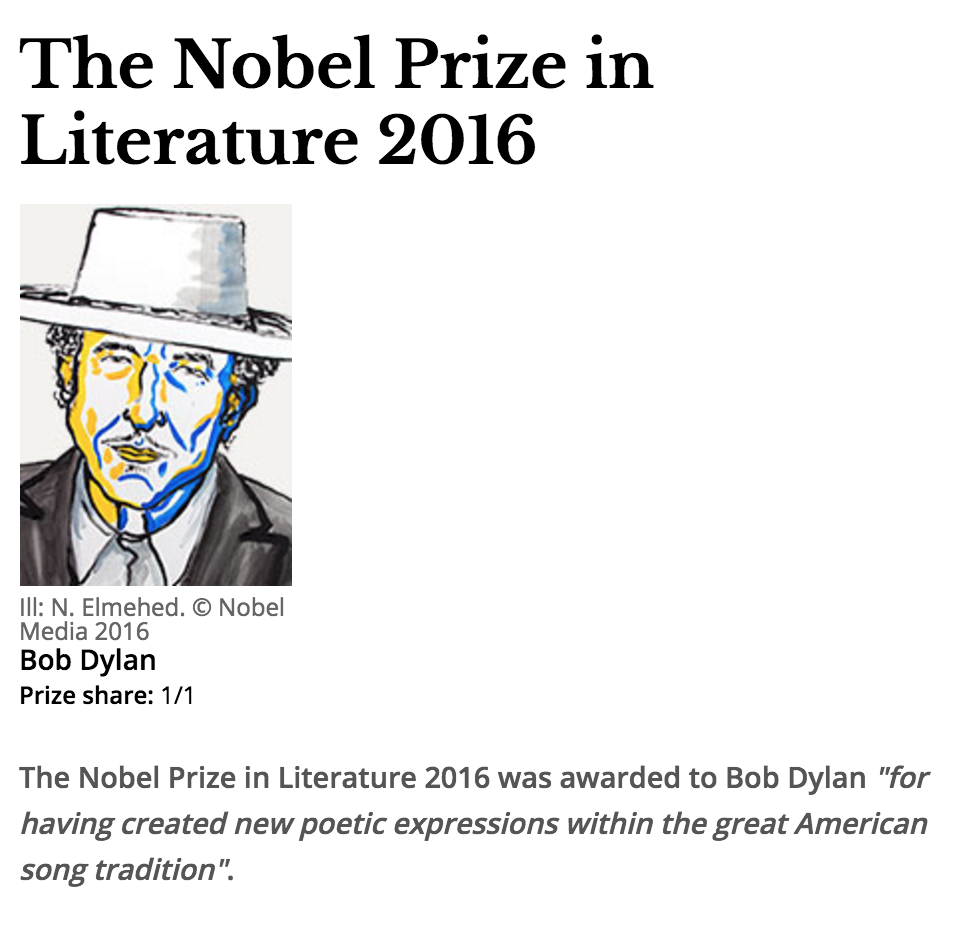 The Nobel Prize in
Literature 2016
Ill: N. Elmehed. © Nobel
Media 2016
Bob Dylan
Prize share: 1/1
The Nobel Prize in Literature 2016 was awarded to Bob Dylan "for
having created new poetic expressions within the great American
song tradition".